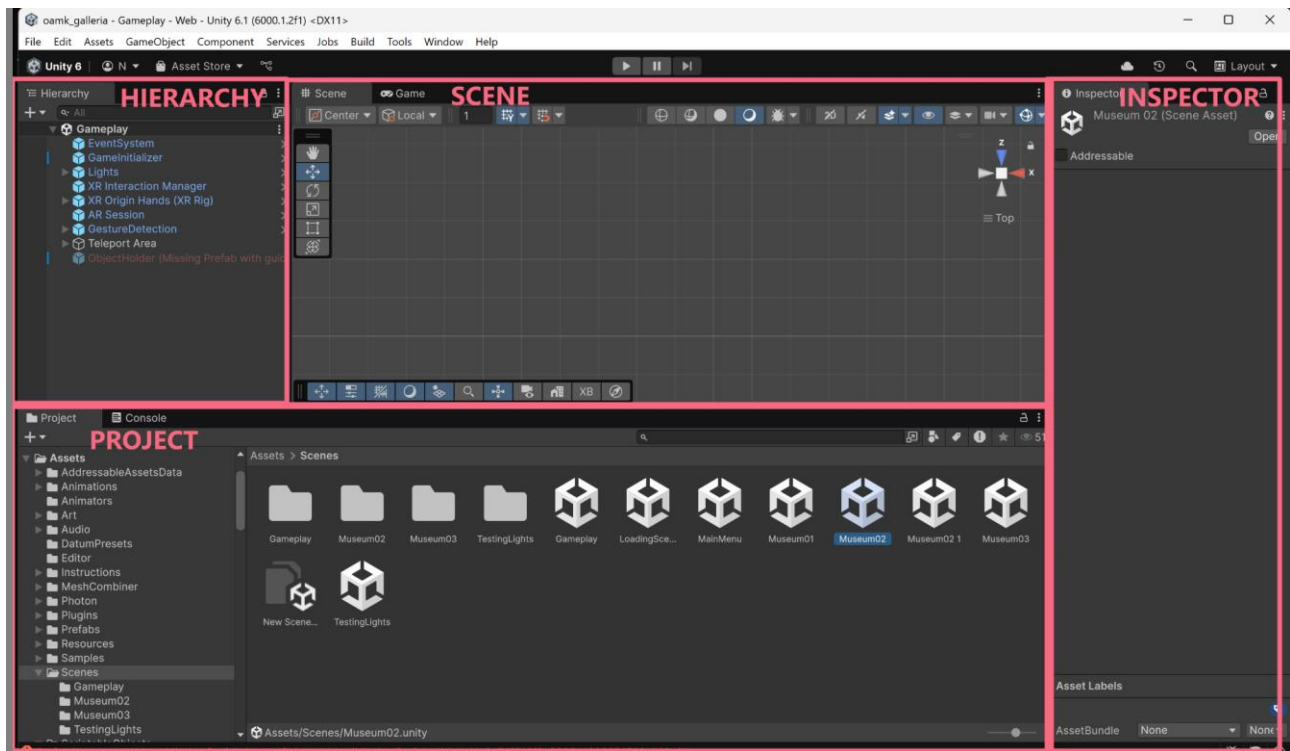 oamk_galleria - Gameplay - Web - Unity 6.1 (6000.1.2f1) <DX11>
File Edit Assets GameObject Component Services Jobs Build Tools Window Help
Unity 6 N Asset Store Layout
Hierarchy HIERARCHY
All
Gameplay
EventSystem
GameInitializer
Lights
XR Interaction Manager
XR Origin Hands (XR Rig)
AR Session
GestureDetection
Teleport Area
ObjectHolder (Missing Prefab with guid
Scene Game SCENE
Center Local 1
z
x
Top
XB
Inspector INSPECTOR
Museum 02 (Scene Asset)
Open
Addressable
Project Console
PROJECT
51
Assets
AddressableAssetsData
Animations
Animators
Art
Audio
DatumPresets
Editor
Instructions
MeshCombiner
Photon
Plugins
Prefabs
Resources
Samples
Scenes
Gameplay
Museum02
Museum03
TestingLights
Assets > Scenes
Gameplay Museum02 Museum03 TestingLights Gameplay LoadingSce... MainMenu Museum01 Museum02 Museum02 1 Museum03
New Scene... TestingLights
Assets/Scenes/Museum02.unity
Asset Labels
AssetBundle None None